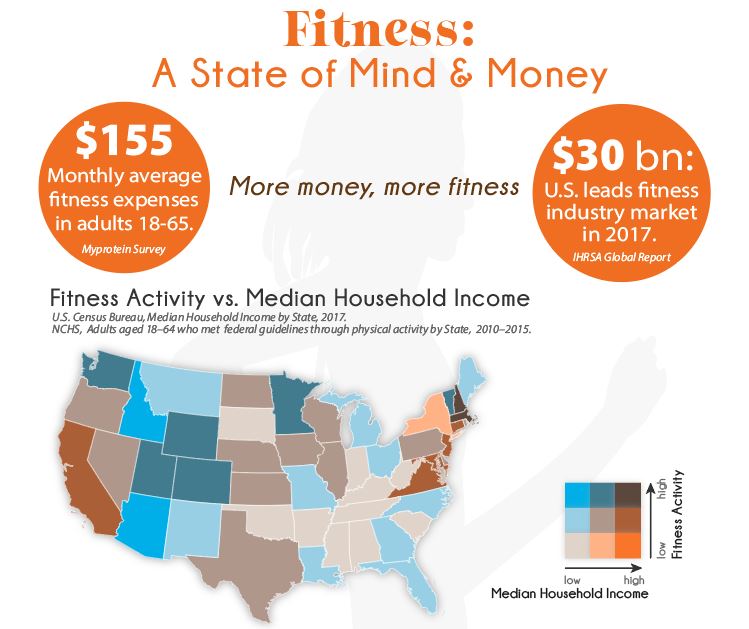 Fitness:
A State of Mind & Money
$155
Monthly average
fitness expenses
in adults 18-65.
Myprotein Survey
More money, more fitness
$30 bn:
U.S. leads fitness
industry market
in 2017.
IHRSA Global Report
Fitness Activity vs. Median Household Income
U.S. Census Bureau, Median Household Income by State, 2017.
NCHS, Adults aged 18–64 who met federal guidelines through physical activity by State, 2010–2015.
high
low
Fitness Activity
low high
Median Household Income